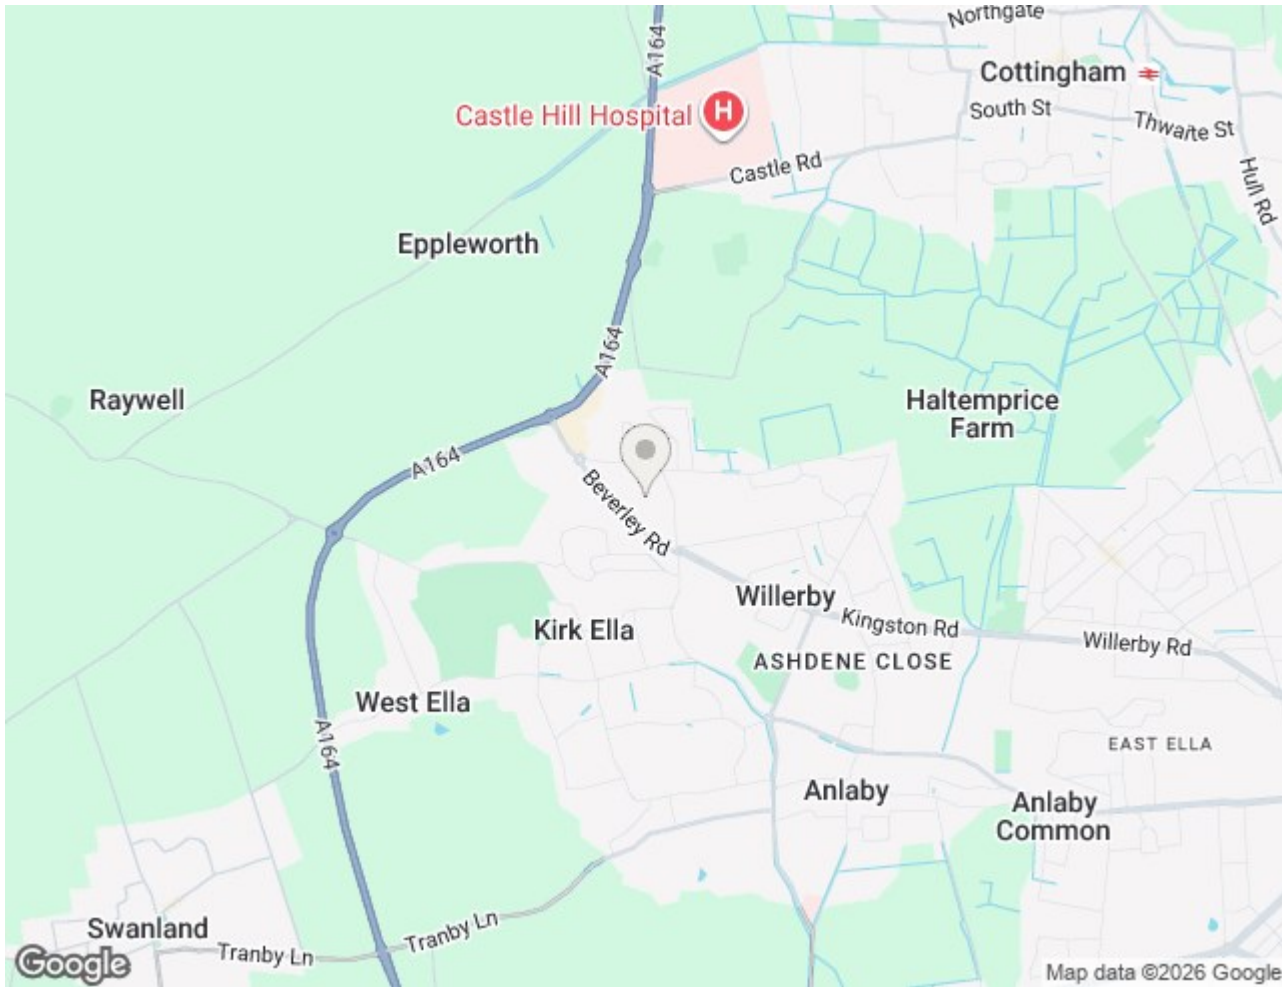 Northgate
A164
Cottingham
Castle Hill Hospital
H
South St
Thwaite St
Castle Rd
Hull Rd
Eppleworth
A164
Raywell
Haltemprice
Farm
A164
Beverley Rd
Willerby
Kingston Rd
Kirk Ella
Willerby Rd
ASHDENE CLOSE
West Ella
A164
EAST ELLA
Anlaby
Anlaby
Common
Swanland
Tranby Ln
Tranby Ln
Google
Map data ©2026 Google